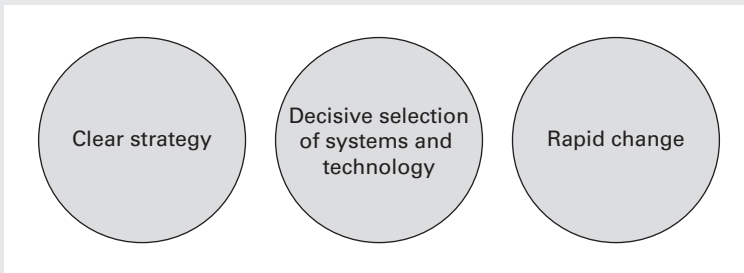 Clear strategy
Decisive selection
of systems and
technology
Rapid change